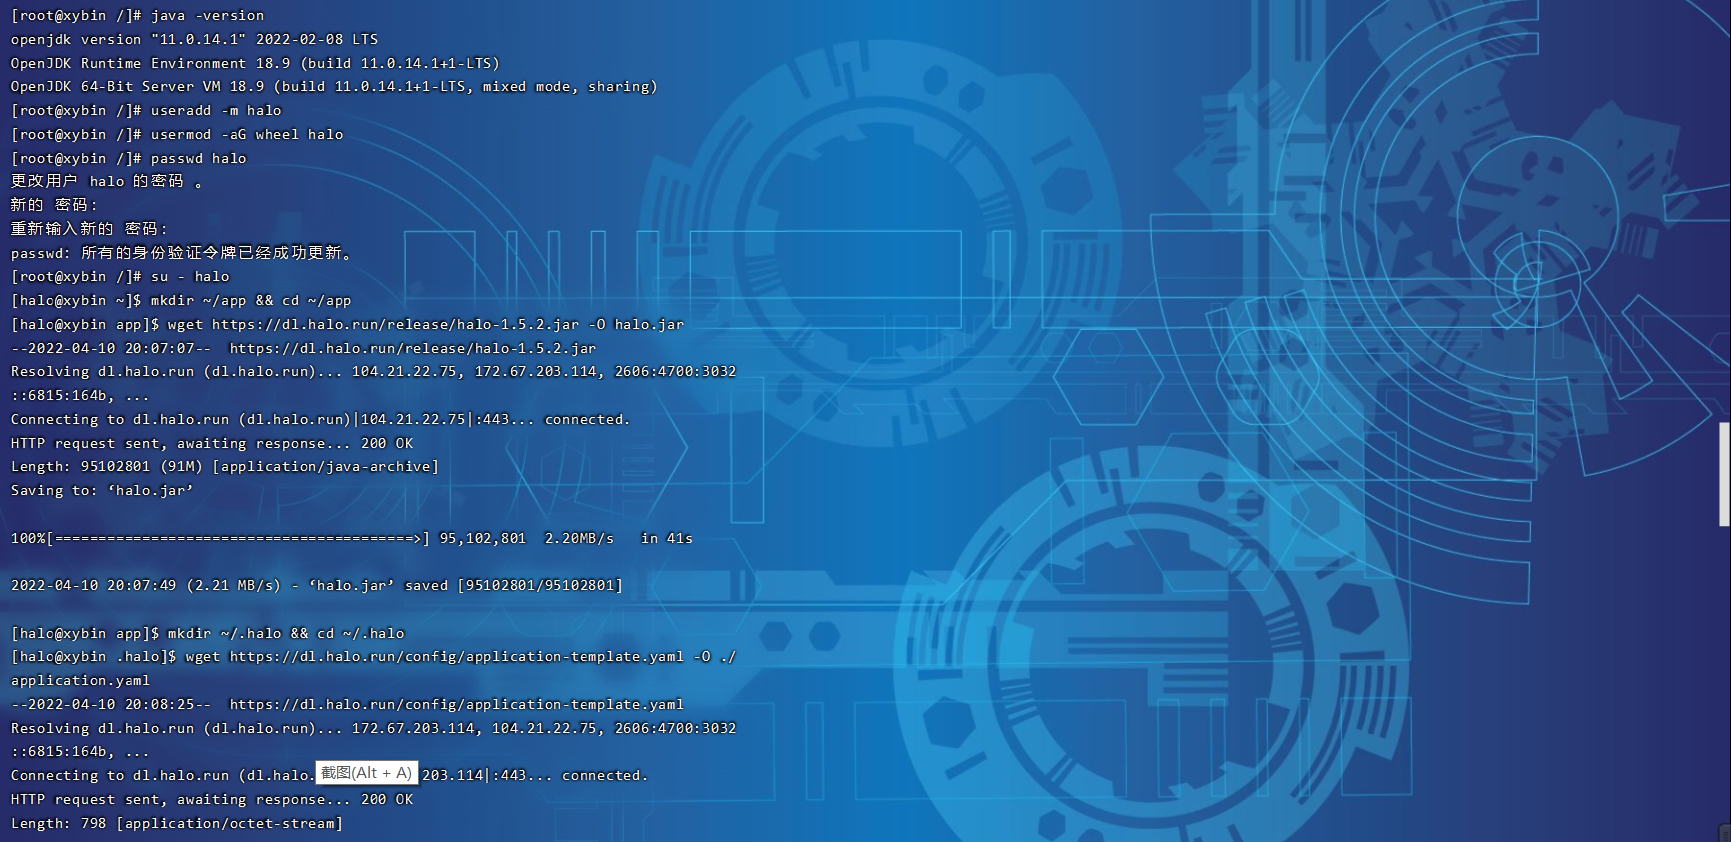 [root@xybin /]# java -version
openjdk version "11.0.14.1" 2022-02-08 LTS
OpenJDK Runtime Environment 18.9 (build 11.0.14.1+1-LTS)
OpenJDK 64-Bit Server VM 18.9 (build 11.0.14.1+1-LTS, mixed mode, sharing)
[root@xybin /]# useradd -m halo
[root@xybin /]# usermod -aG wheel halo
[root@xybin /]# passwd halo
更改用户 halo 的密码 。
新的 密码:
重新输入新的 密码:
passwd: 所有的身份验证令牌已经成功更新。
[root@xybin /]# su - halo
[halo@xybin ~]$ mkdir ~/app && cd ~/app
[halo@xybin app]$ wget https://dl.halo.run/release/halo-1.5.2.jar -O halo.jar
--2022-04-10 20:07:07--  https://dl.halo.run/release/halo-1.5.2.jar
Resolving dl.halo.run (dl.halo.run)... 104.21.22.75, 172.67.203.114, 2606:4700:3032
::6815:164b, ...
Connecting to dl.halo.run (dl.halo.run)|104.21.22.75|:443... connected.
HTTP request sent, awaiting response... 200 OK
Length: 95102801 (91M) [application/java-archive]
Saving to: ‘halo.jar’
100%[=========================================>] 95,102,801  2.20MB/s   in 41s
2022-04-10 20:07:49 (2.21 MB/s) - ‘halo.jar’ saved [95102801/95102801]
[halo@xybin app]$ mkdir ~/.halo && cd ~/.halo
[halo@xybin .halo]$ wget https://dl.halo.run/config/application-template.yaml -O ./
application.yaml
--2022-04-10 20:08:25--  https://dl.halo.run/config/application-template.yaml
Resolving dl.halo.run (dl.halo.run)... 172.67.203.114, 104.21.22.75, 2606:4700:3032
::6815:164b, ...
Connecting to dl.halo.run (dl.halo. 截图(Alt + A) 203.114|:443... connected.
HTTP request sent, awaiting response... 200 OK
Length: 798 [application/octet-stream]